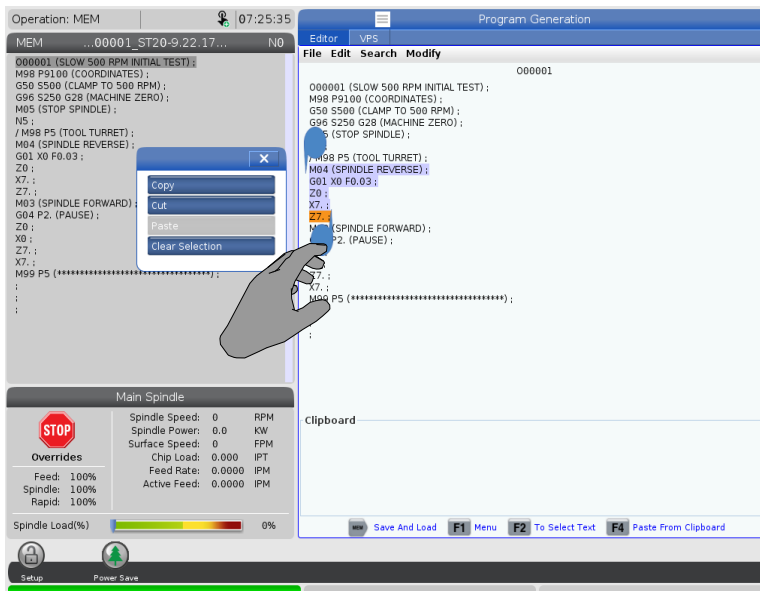 Operation: MEM
07:25:35
MEM ...00001_ST20-9.22.17... N0
O00001 (SLOW 500 RPM INITIAL TEST) ;
M98 P9100 (COORDINATES) ;
G50 S500 (CLAMP TO 500 RPM) ;
G96 S250 G28 (MACHINE ZERO) ;
M05 (STOP SPINDLE) ;
N5 ;
/ M98 P5 (TOOL TURRET) ;
M04 (SPINDLE REVERSE) ;
G01 X0 F0.03 ;
Z0 ;
X7. ;
Z7. ;
M03 (SPINDLE FORWARD)
G04 P2. (PAUSE) ;
Z0 ;
X0 ;
Z7. ;
X7. ;
M99 P5 (**********************************) ;
;
;
;
Copy
Cut
Paste
Clear Selection
Program Generation
Editor VPS
File Edit Search Modify
O00001
O00001 (SLOW 500 RPM INITIAL TEST) ;
M98 P9100 (COORDINATES) ;
G50 S500 (CLAMP TO 500 RPM) ;
G96 S250 G28 (MACHINE ZERO) ;
(STOP SPINDLE) ;
;
/ M98 P5 (TOOL TURRET) ;
M04 (SPINDLE REVERSE) ;
G01 X0 F0.03 ;
Z0 ;
X7. ;
Z7. ;
(SPINDLE FORWARD) ;
P2. (PAUSE) ;
;
Z7. ;
X7. ;
M99 P5 (**********************************) ;
;
Clipboard
MEM Save And Load F1 Menu F2 To Select Text F4 Paste From Clipboard
Main Spindle
STOP
Overrides
Feed: 100%
Spindle: 100%
Rapid: 100%
Spindle Speed: 0 RPM
Spindle Power: 0.0 KW
Surface Speed: 0 FPM
Chip Load: 0.000 IPT
Feed Rate: 0.0000 IPM
Active Feed: 0.0000 IPM
Spindle Load(%) 0%
Setup
Power Save